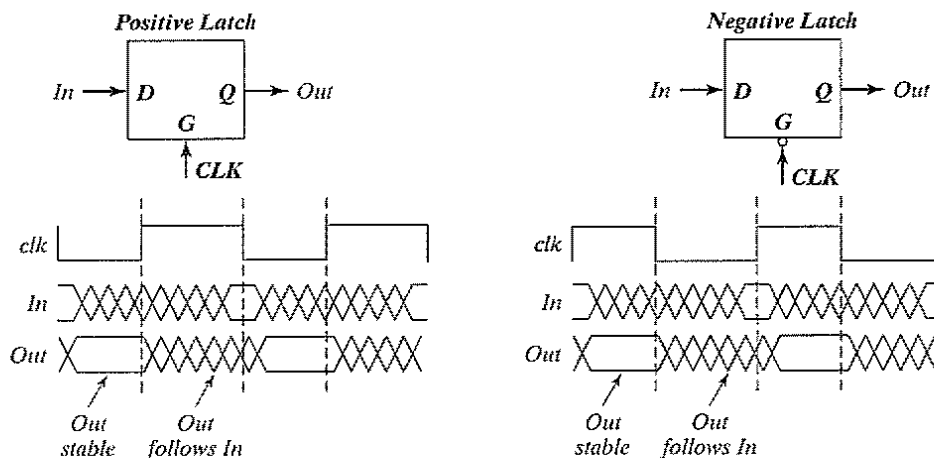 Positive Latch
In
D
Q
Out
G
CLK
clk
In
Out
Out stable
Out follows In
Negative Latch
In
D
Q
Out
G
CLK
clk
In
Out
Out stable
Out follows In